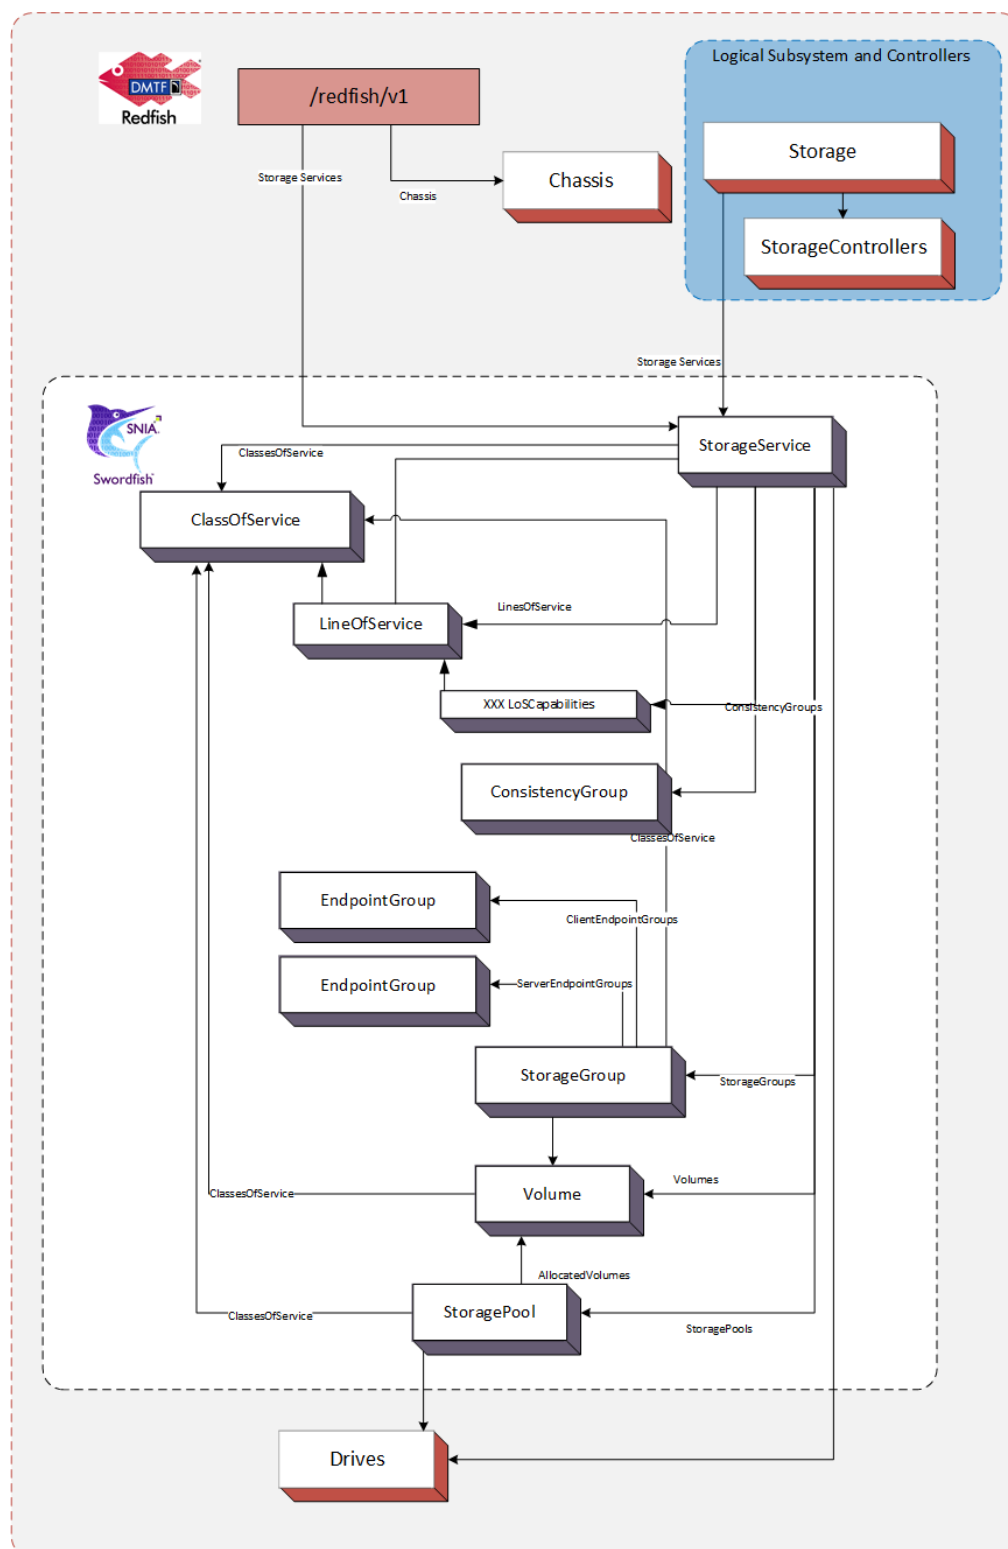 Logical Subsystem and Controllers
DMTF
Redfish
/redfish/v1
Storage
Storage Services
Chassis
Chassis
StorageControllers
Storage Services
SNIA
Swordfish™
StorageService
ClassesOfService
ClassOfService
LinesOfService
LineOfService
XXX LoSCapabilities
ConsistencyGroups
ConsistencyGroup
ClassesOfService
EndpointGroup
ClientEndpointGroups
EndpointGroup
ServerEndpointGroups
StorageGroup
StorageGroups
Volumes
ClassesOfService
Volume
AllocatedVolumes
ClassesOfService
StoragePool
StoragePools
Drives